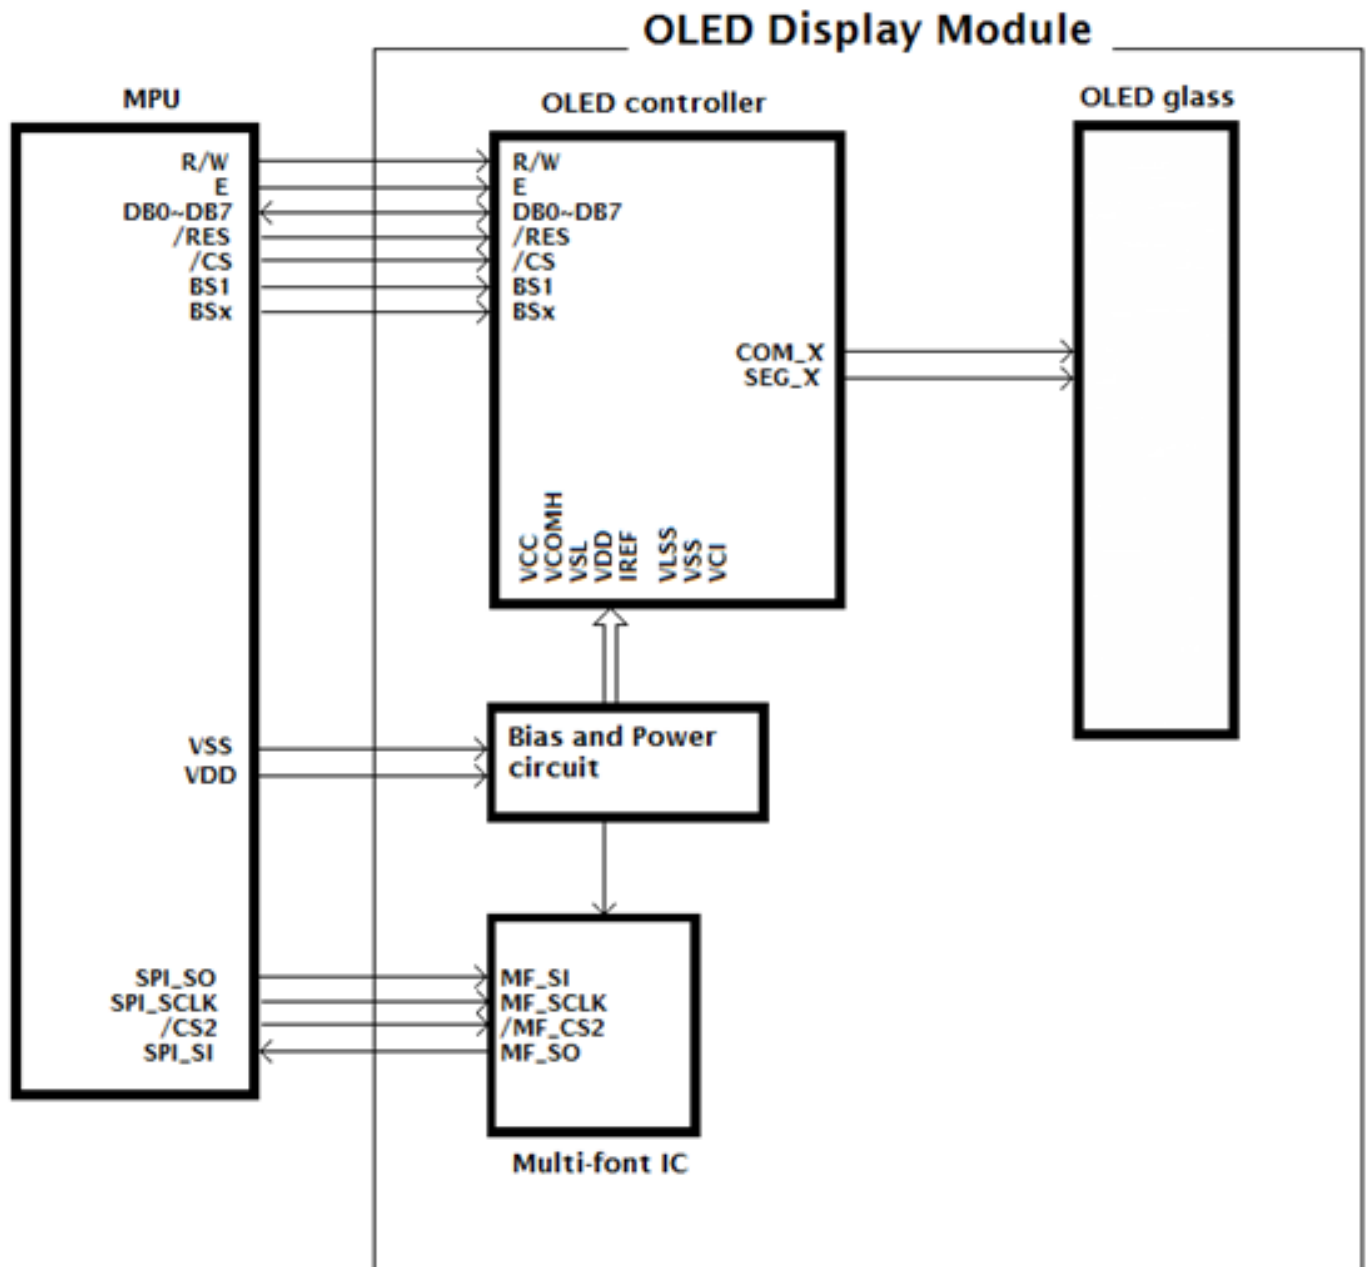 OLED Display Module
MPU
OLED controller
OLED glass
R/W
E
DB0~DB7
/RES
/CS
BS1
BSx
R/W
E
DB0~DB7
/RES
/CS
BS1
BSx
COM_X
SEG_X
VCC
VCOMH
VSL
VDD
IREF
VLSS
VSS
VCI
VSS
VDD
Bias and Power
circuit
SPI_SO
SPI_SCLK
/CS2
SPI_SI
MF_SI
MF_SCLK
/MF_CS2
MF_SO
Multi-font IC